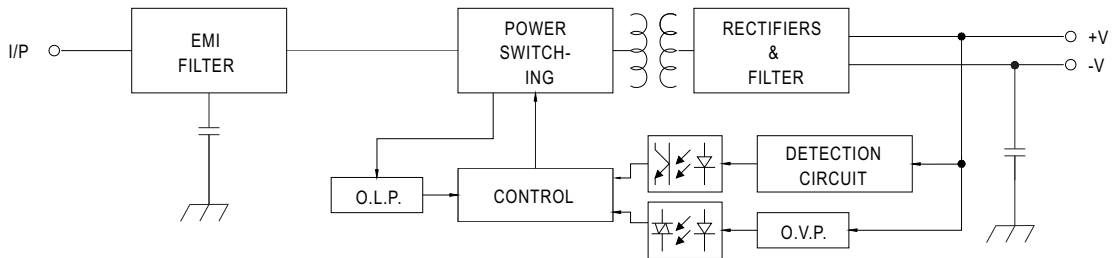 I/P
EMI
FILTER
POWER
SWITCH-
ING
RECTIFIERS
&
FILTER
+V
-V
O.L.P.
CONTROL
DETECTION
CIRCUIT
O.V.P.